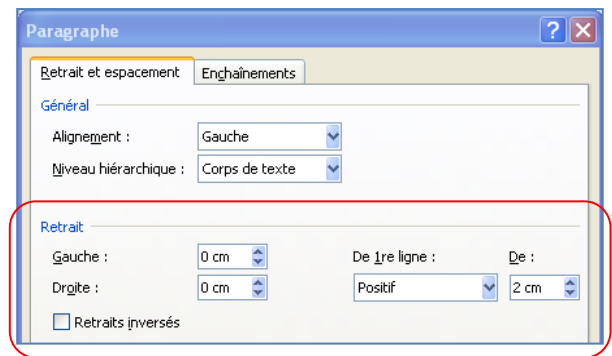 Paragraphe
Retrait et espacement Enchaînements
Général
Alignement : Gauche
Niveau hiérarchique : Corps de texte
Retrait
Gauche : 0 cm De 1re ligne : De :
Droite : 0 cm Positif 2 cm
Retraits inversés